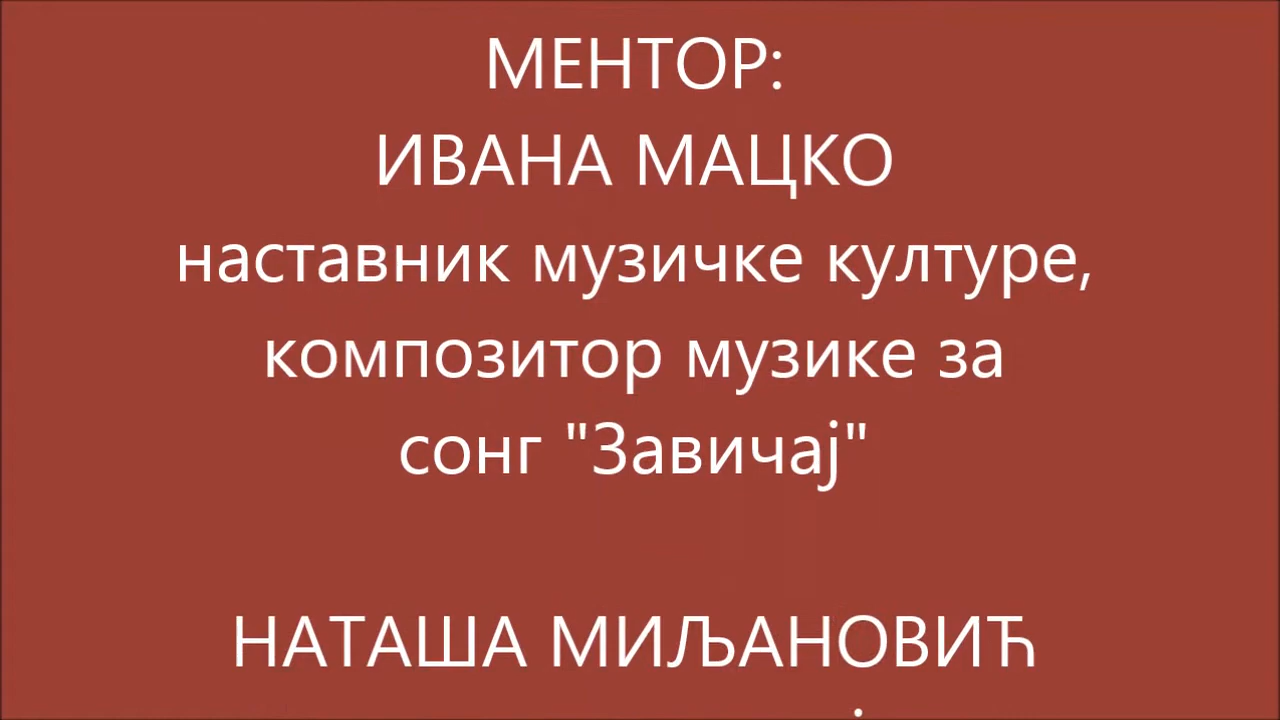 МЕНТОР:
ИВАНА МАЦКО
наставник музичке културе,
композитор музике за
сонг "Завичај"
НАТАША МИЉАНОВИЋ